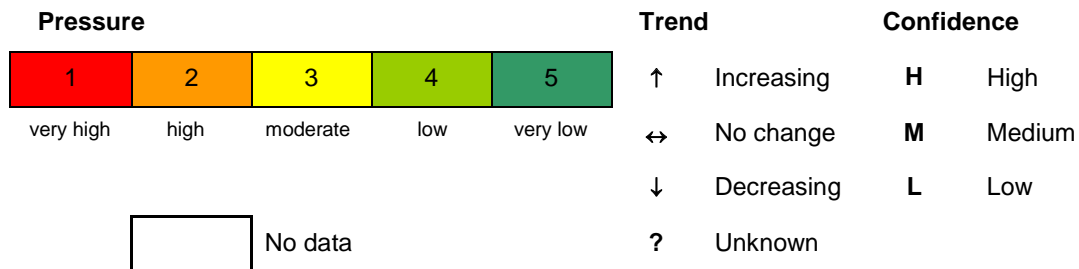 Pressure Trend Confidence
1 2 3 4 5 ↑ Increasing H High
very high high moderate low very low ↔ No change M Medium
↓ Decreasing L Low
No data ? Unknown